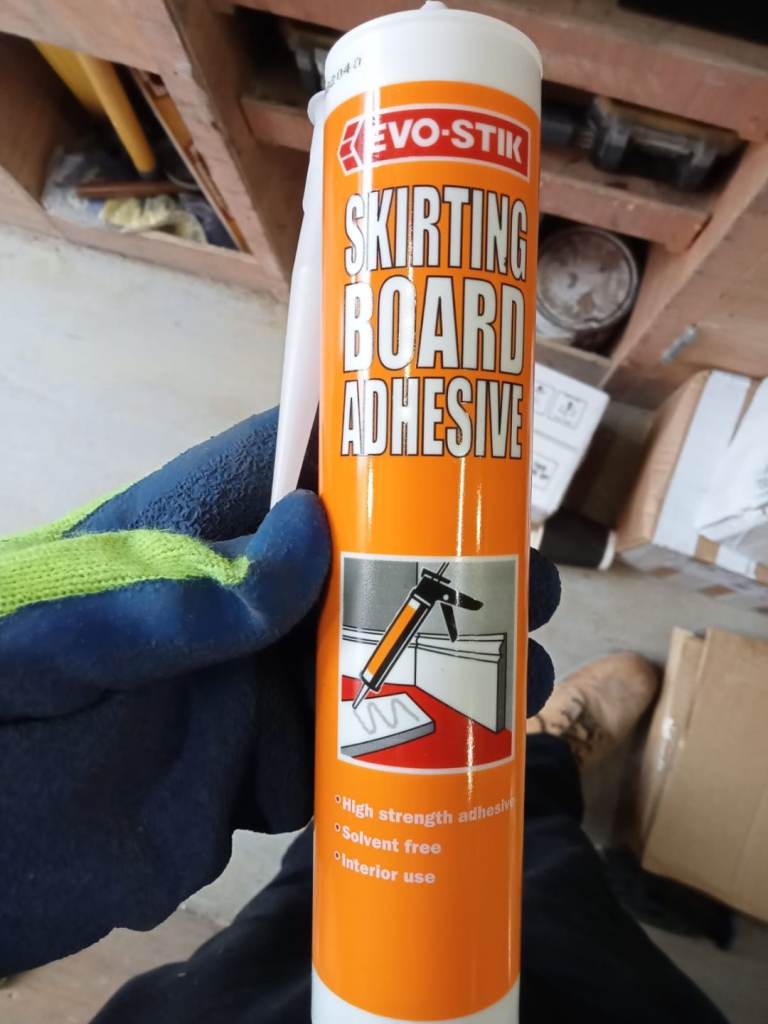 EVO-STIK
SKIRTING
BOARD
ADHESIVE
• High strength adhesive
• Solvent free
• Interior use